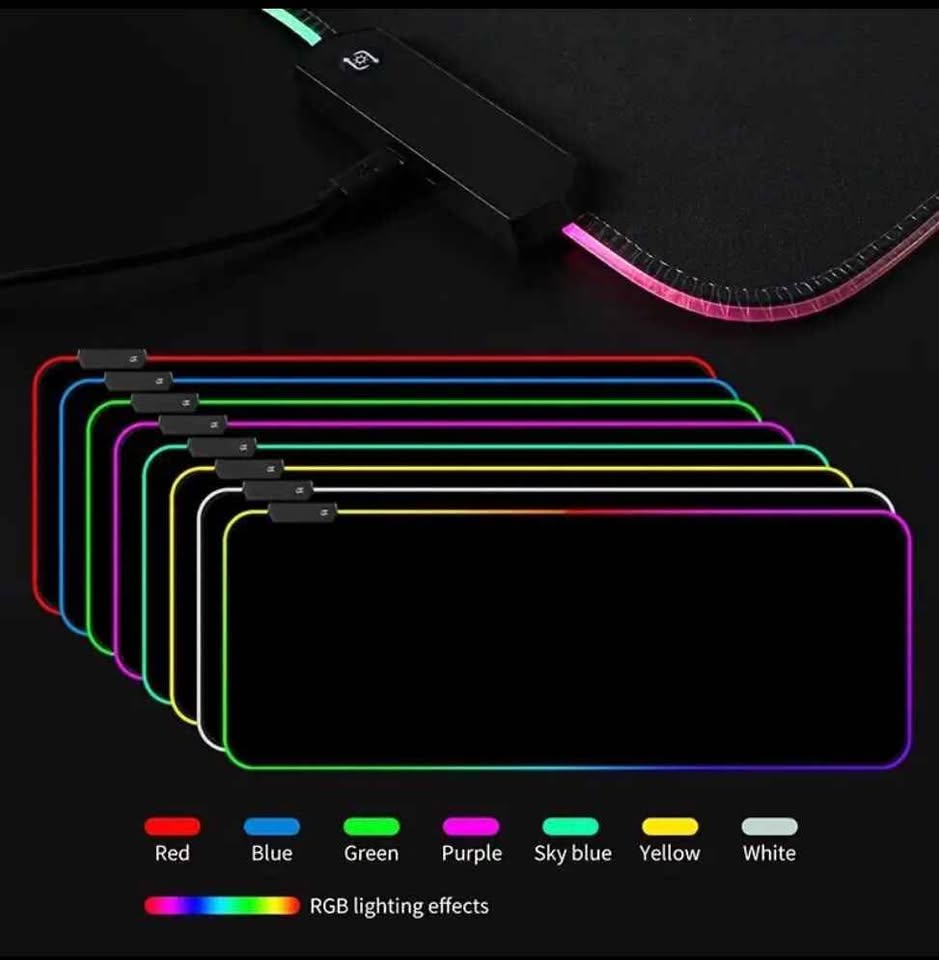 Red
Blue
Green
Purple
Sky blue
Yellow
White
RGB lighting effects